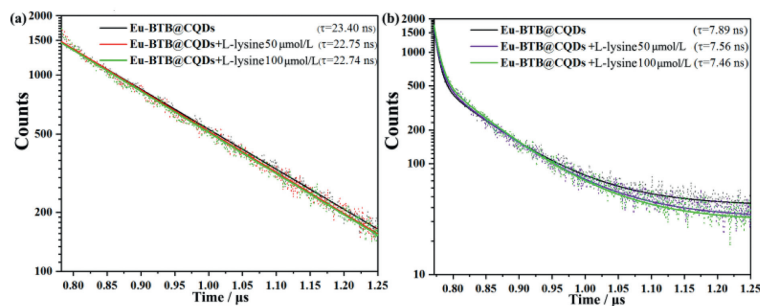 (a)
2000
1500
1000
500
200
100
Counts
Eu-BTB@CQDs (τ=23.40 ns)
Eu-BTB@CQDs+L-lysine50 μmol/L (τ=22.75 ns)
Eu-BTB@CQDs+L-lysine100 μmol/L(τ=22.74 ns)
0.80 0.85 0.90 0.95 1.00 1.05 1.10 1.15 1.20 1.25
Time / μs
(b)
2000
1500
1000
500
200
100
10
Counts
Eu-BTB@CQDs (τ=7.89 ns)
Eu-BTB@CQDs +L-lysine50 μmol/L (τ=7.56 ns)
Eu-BTB@CQDs +L-lysine100 μmol/L (τ=7.46 ns)
0.80 0.85 0.90 0.95 1.00 1.05 1.10 1.15 1.20 1.25
Time / μs